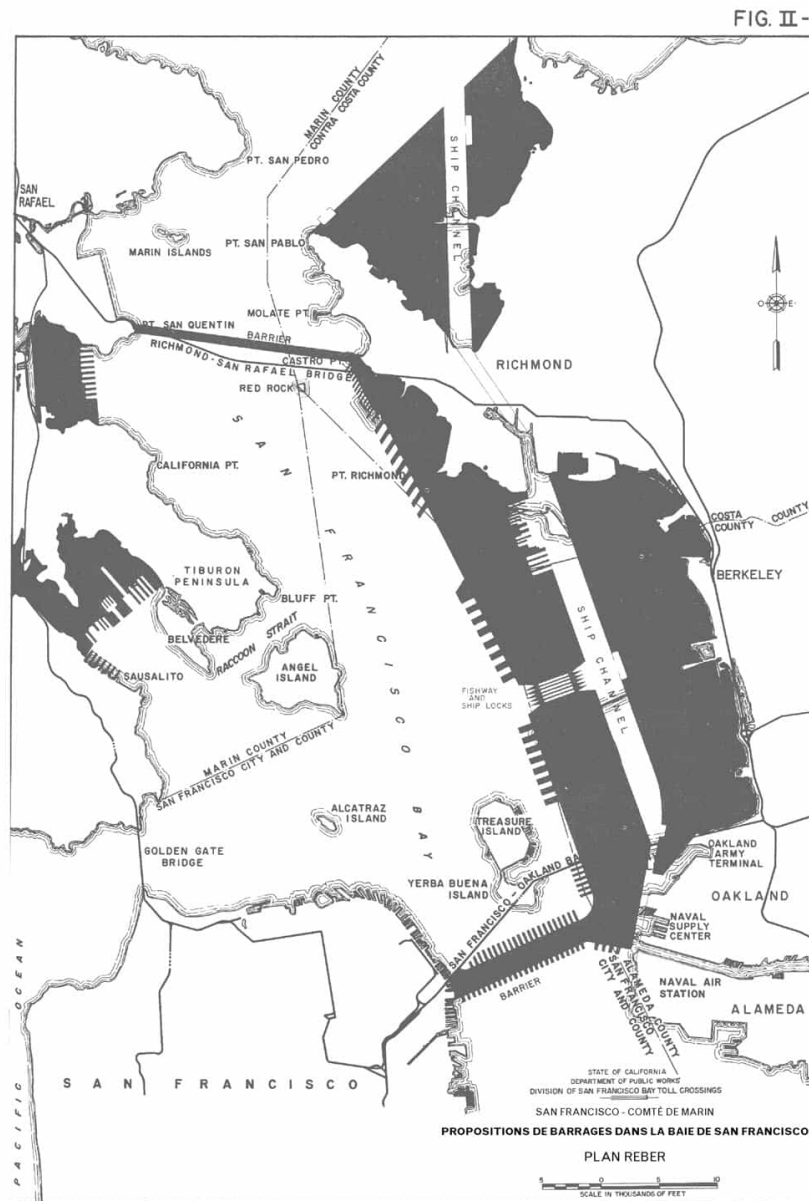 FIG. II-
MARIN COUNTY
CONTRA COSTA COUNTY
SHIP CHANNEL
PT. SAN PEDRO
SAN
RAFAEL
MARIN ISLANDS
PT. SAN PABLO
MOLATE PT.
PT. SAN QUENTIN
BARRIER
RICHMOND-SAN RAFAEL BRIDGE
CASTRO PT.
RED ROCK
RICHMOND
O E
SAN FRANCISCO BAY
CALIFORNIA PT.
PT. RICHMOND
COSTA
COUNTY
COUNTY
BERKELEY
TIBURON
PENINSULA
BLUFF PT.
BELVEDERE
RACCOON STRAIT
ANGEL
ISLAND
SAUSALITO
SHIP CHANNEL
FISHWAY
AND
SHIP LOCKS
MARIN COUNTY
SAN FRANCISCO CITY AND COUNTY
ALCATRAZ
ISLAND
TREASURE
ISLAND
GOLDEN GATE
BRIDGE
YERBA BUENA
ISLAND
SAN FRANCISCO - OAKLAND BA
OAKLAND
ARMY
TERMINAL
OAKLAND
NAVAL
SUPPLY
CENTER
BARRIER
ALAMEDA COUNTY
SAN FRANCISCO
CITY AND COUNTY
NAVAL AIR
STATION
ALAMEDA
PACIFIC OCEAN
SAN FRANCISCO
STATE OF CALIFORNIA
DEPARTMENT OF PUBLIC WORKS
DIVISION OF SAN FRANCISCO BAY TOLL CROSSINGS
SAN FRANCISCO - COMTÉ DE MARIN
PROPOSITIONS DE BARRAGES DANS LA BAIE DE SAN FRANCISCO
PLAN REBER
5 0 5 10
SCALE IN THOUSANDS OF FEET